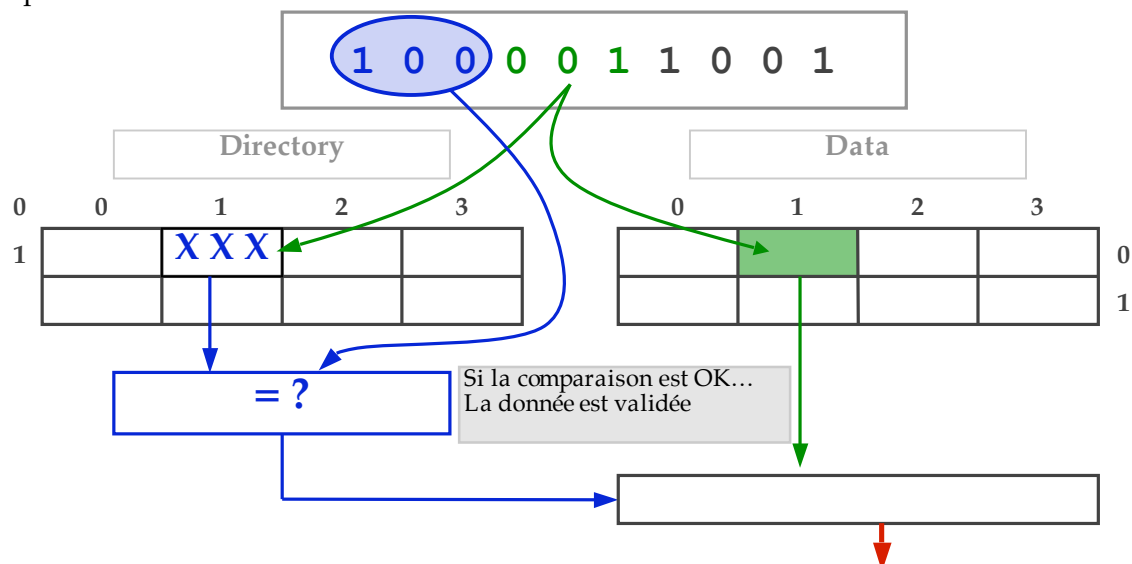 1 0 0 0 0 1 1 0 0 1
Directory
Data
0 0 1 2 3
0 1 2 3
1
X X X
0
1
= ?
Si la comparaison est OK…
La donnée est validée